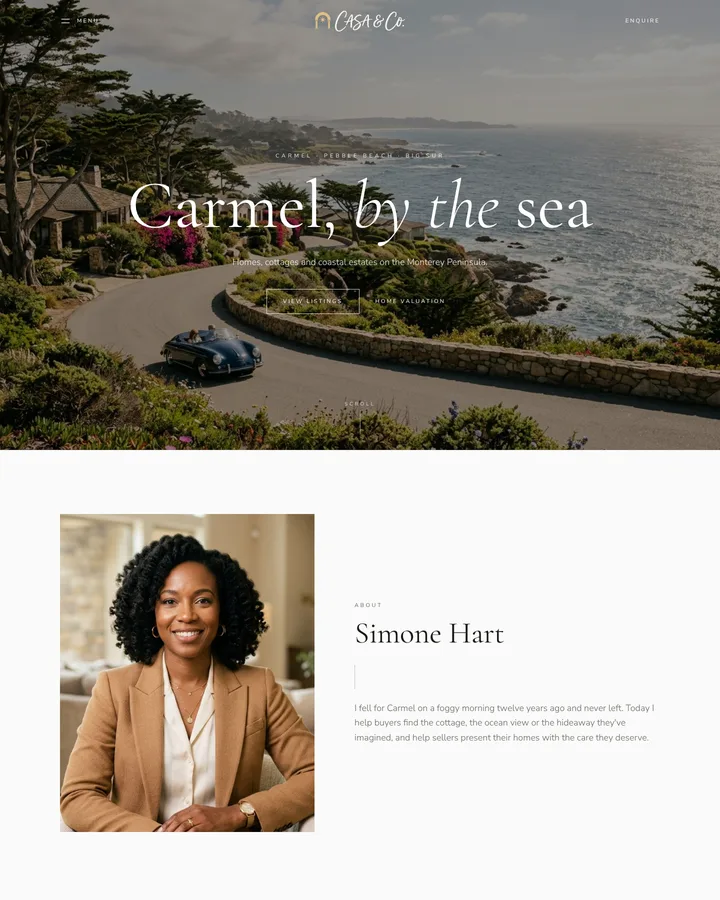 MENU
CASA & Co.
ENQUIRE
CARMEL · PEBBLE BEACH · BIG SUR
Carmel, by the sea
Homes, cottages and coastal estates on the Monterey Peninsula.
VIEW LISTINGS
HOME VALUATION
SCROLL
ABOUT
Simone Hart
I fell for Carmel on a foggy morning twelve years ago and never left. Today I
help buyers find the cottage, the ocean view or the hideaway they've
imagined, and help sellers present their homes with the care they deserve.